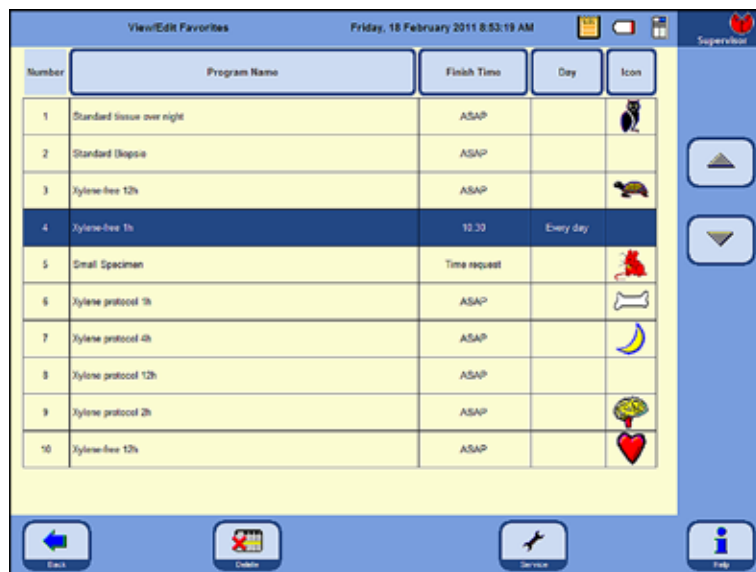 View/Edit Favorites Friday, 18 February 2011 8:53:19 AM
Supervisor
Number Program Name Finish Time Day Icon
1 Standard tissue over night ASAP
2 Standard Biopsie ASAP
3 Xylene-free 12h ASAP
4 Xylene-free 1h 10:30 Every day
5 Small Specimen Time request
6 Xylene protocol 1h ASAP
7 Xylene protocol 4h ASAP
8 Xylene protocol 12h ASAP
9 Xylene protocol 2h ASAP
10 Xylene-free 12h ASAP
Back Delete Service Help